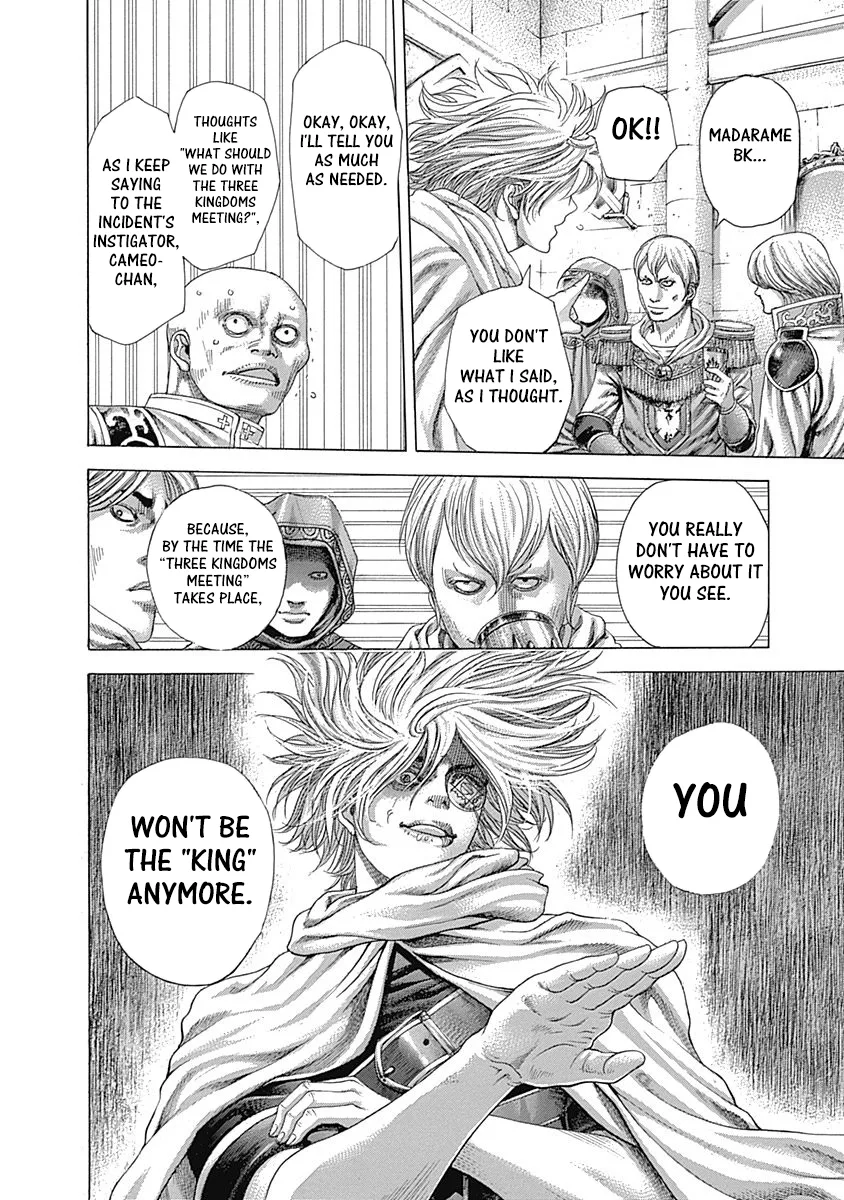 MADARAME
BK...
OK!!
YOU DON'T
LIKE
WHAT I SAID,
AS I THOUGHT.
OKAY, OKAY,
I'LL TELL YOU
AS MUCH
AS NEEDED.
THOUGHTS
LIKE
"WHAT SHOULD
WE DO WITH
THE THREE
KINGDOMS
MEETING?",
AS I KEEP
SAYING
TO THE
INCIDENT'S
INSTIGATOR,
CAMEO-
CHAN,
YOU REALLY
DON'T HAVE TO
WORRY ABOUT IT
YOU SEE.
BECAUSE,
BY THE TIME THE
“THREE KINGDOMS
MEETING”
TAKES PLACE,
YOU
WON'T BE
THE "KING"
ANYMORE.